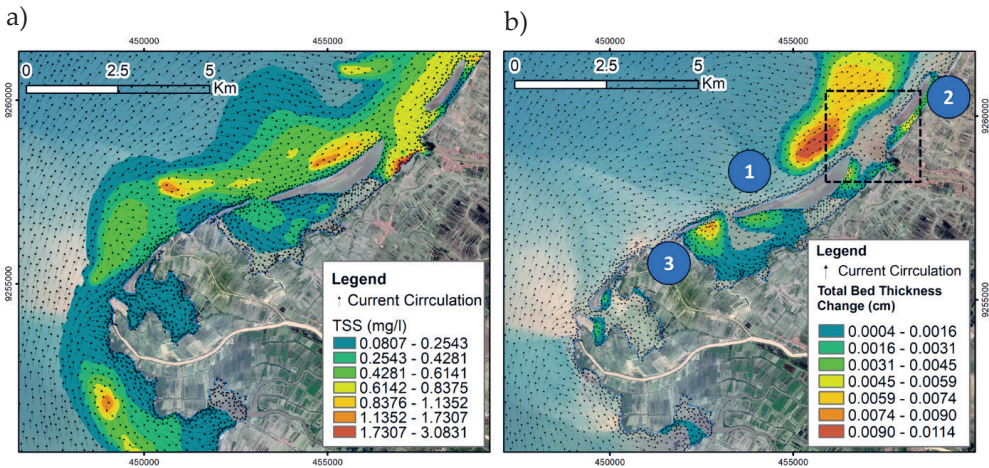 a)
450000
455000
0
2.5
5
Km
9260000
9255000
Legend
Current Cirrculation
TSS (mg/l)
0.0807 - 0.2543
0.2543 - 0.4281
0.4281 - 0.6141
0.6142 - 0.8375
0.8376 - 1.1352
1.1352 - 1.7307
1.7307 - 3.0831
450000
455000
b)
450000
455000
0
2.5
5
Km
9260000
9255000
1
2
3
Legend
Current Cirrculation
Total Bed Thickness
Change (cm)
0.0004 - 0.0016
0.0016 - 0.0031
0.0031 - 0.0045
0.0045 - 0.0059
0.0059 - 0.0074
0.0074 - 0.0090
0.0090 - 0.0114
450000
455000